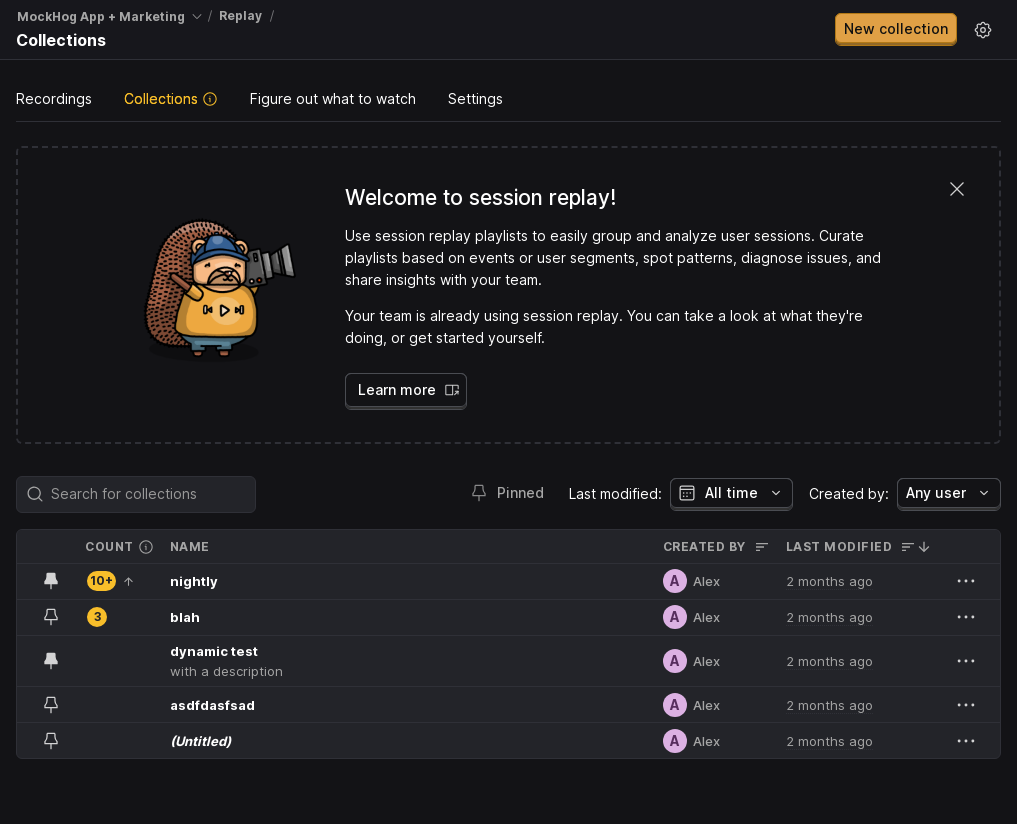 MockHog App + Marketing / Replay /
Collections
New collection
Recordings Collections Figure out what to watch Settings
Welcome to session replay!
Use session replay playlists to easily group and analyze user sessions. Curate
playlists based on events or user segments, spot patterns, diagnose issues, and
share insights with your team.
Your team is already using session replay. You can take a look at what they're
doing, or get started yourself.
Learn more
Search for collections Pinned Last modified: All time Created by: Any user
COUNT NAME CREATED BY LAST MODIFIED
10+ nightly A Alex 2 months ago
3 blah A Alex 2 months ago
dynamic test
with a description A Alex 2 months ago
asdfdasfsad A Alex 2 months ago
(Untitled) A Alex 2 months ago